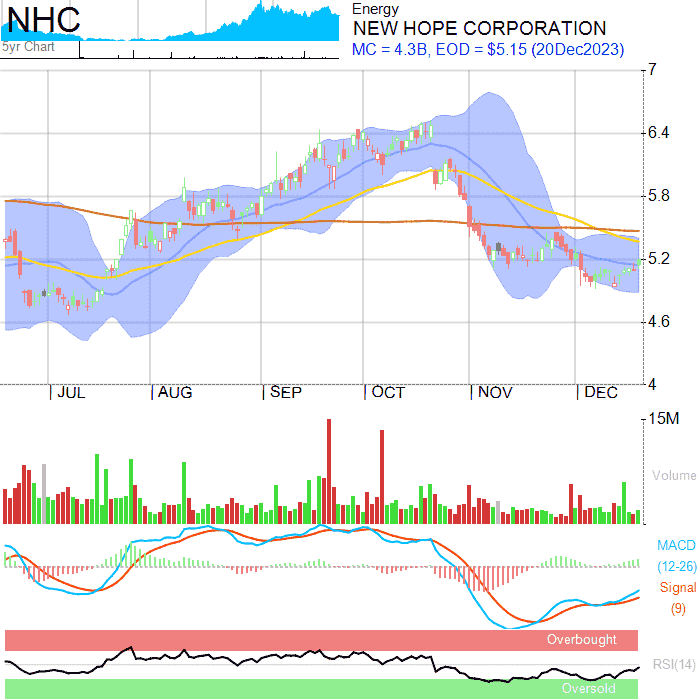 NHC
5yr Chart
Energy
NEW HOPE CORPORATION
MC = 4.3B, EOD = $5.15 (20Dec2023)
7
6.4
5.8
5.2
4.6
4
JUL AUG SEP OCT NOV DEC
15M
Volume
MACD
(12-26)
Signal
(9)
Overbought
RSI(14)
Oversold